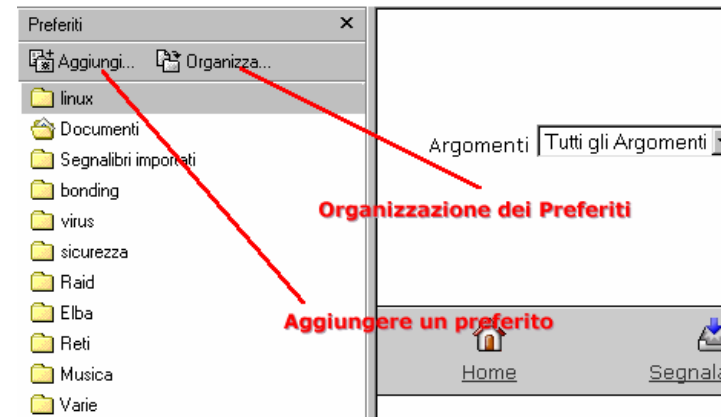 Preferiti
Aggiungi... Organizza...
linux
Documenti
Segnalibri importati
bonding
virus
sicurezza
Raid
Elba
Reti
Musica
Varie
Argomenti Tutti gli Argomenti
Organizzazione dei Preferiti
Aggiungere un preferito
Home Segnala